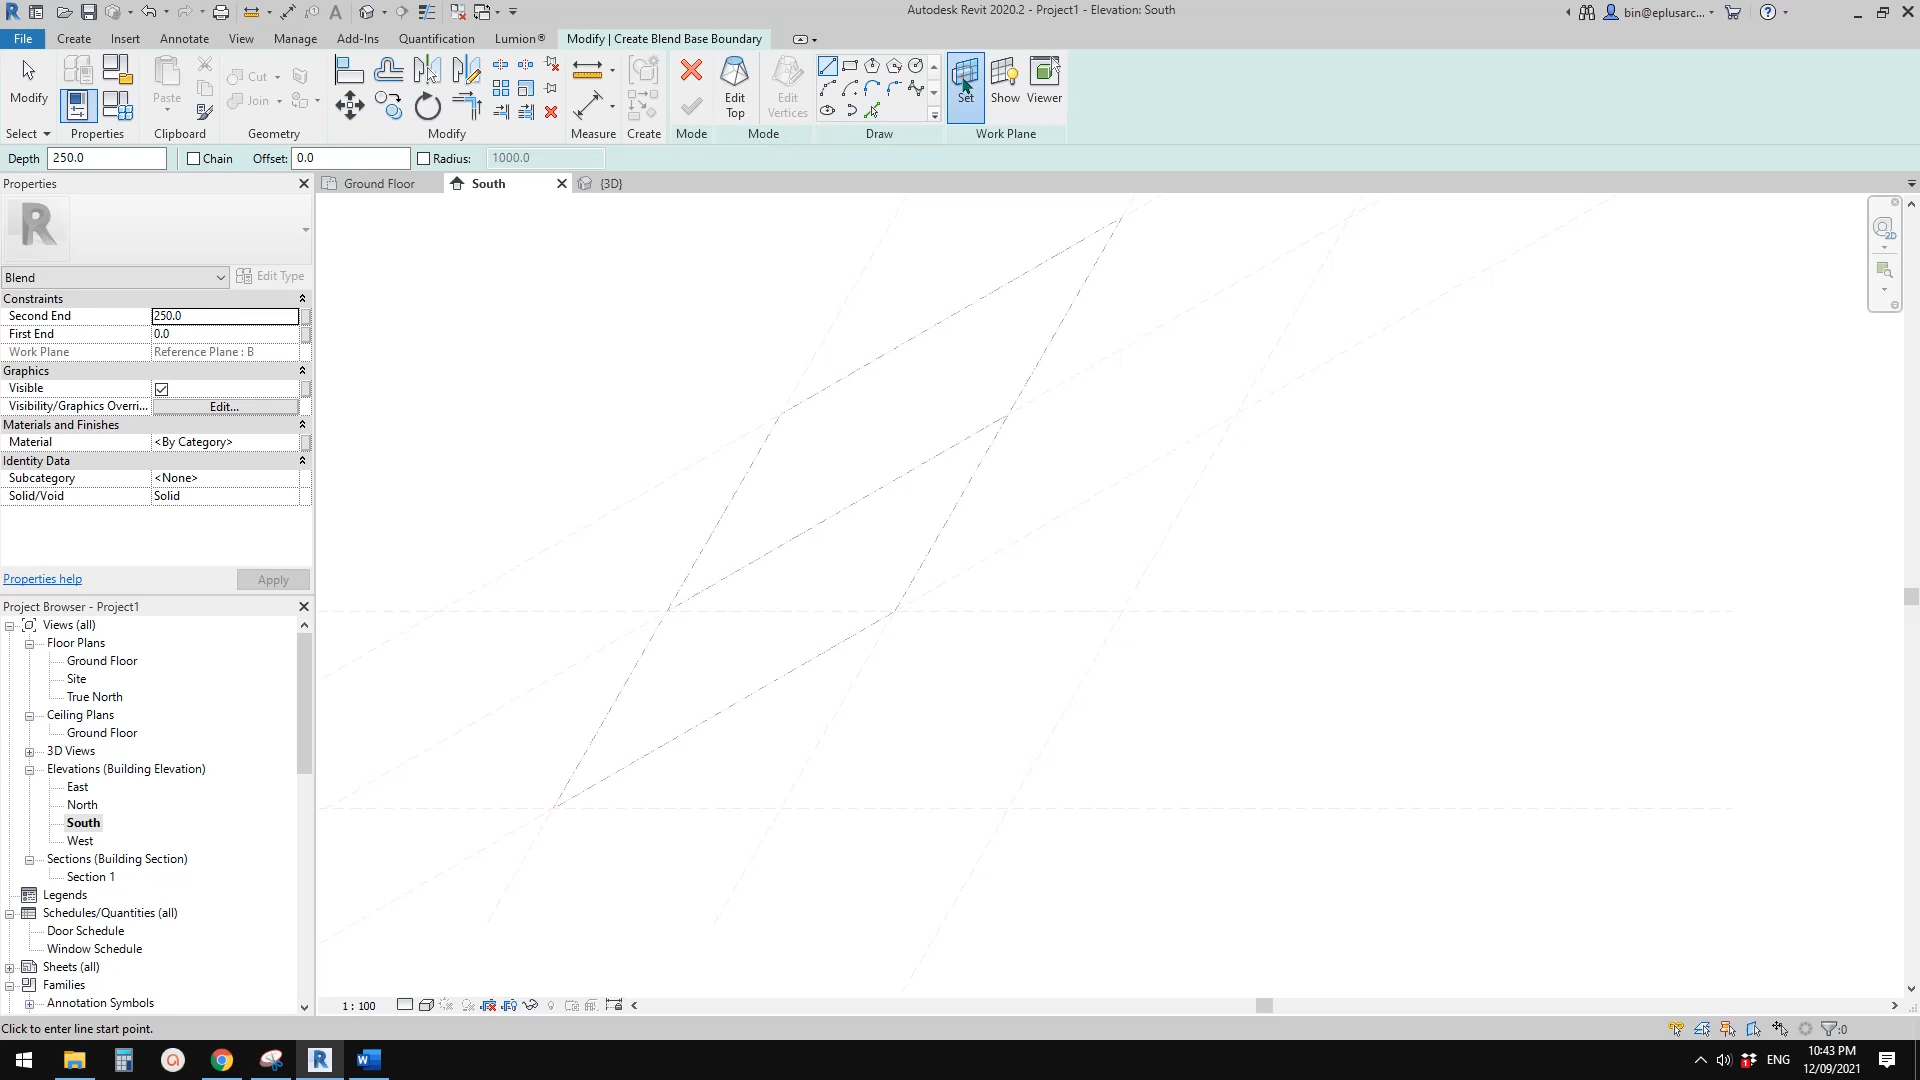 Autodesk Revit 2020.2 - Project1 - Elevation: South
bin@eplusarc...
File Create Insert Annotate View Manage Add-Ins Quantification Lumion® Modify | Create Blend Base Boundary
Modify
Paste
Cut
Join
Edit Top
Edit Vertices
Set
Show
Viewer
Select Properties Clipboard Geometry Modify Measure Create Mode Mode Draw Work Plane
Depth 250.0 Chain Offset: 0.0 Radius: 1000.0
Properties
Ground Floor South {3D}
Blend
Edit Type
Constraints
Second End 250.0
First End 0.0
Work Plane Reference Plane : B
Graphics
Visible
Visibility/Graphics Overri... Edit...
Materials and Finishes
Material <By Category>
Identity Data
Subcategory <None>
Solid/Void Solid
Properties help Apply
Project Browser - Project1
Views (all)
Floor Plans
Ground Floor
Site
True North
Ceiling Plans
Ground Floor
3D Views
Elevations (Building Elevation)
East
North
South
West
Sections (Building Section)
Section 1
Legends
Schedules/Quantities (all)
Door Schedule
Window Schedule
Sheets (all)
Families
Annotation Symbols
1 : 100
Click to enter line start point.
:0
ENG
10:43 PM
12/09/2021